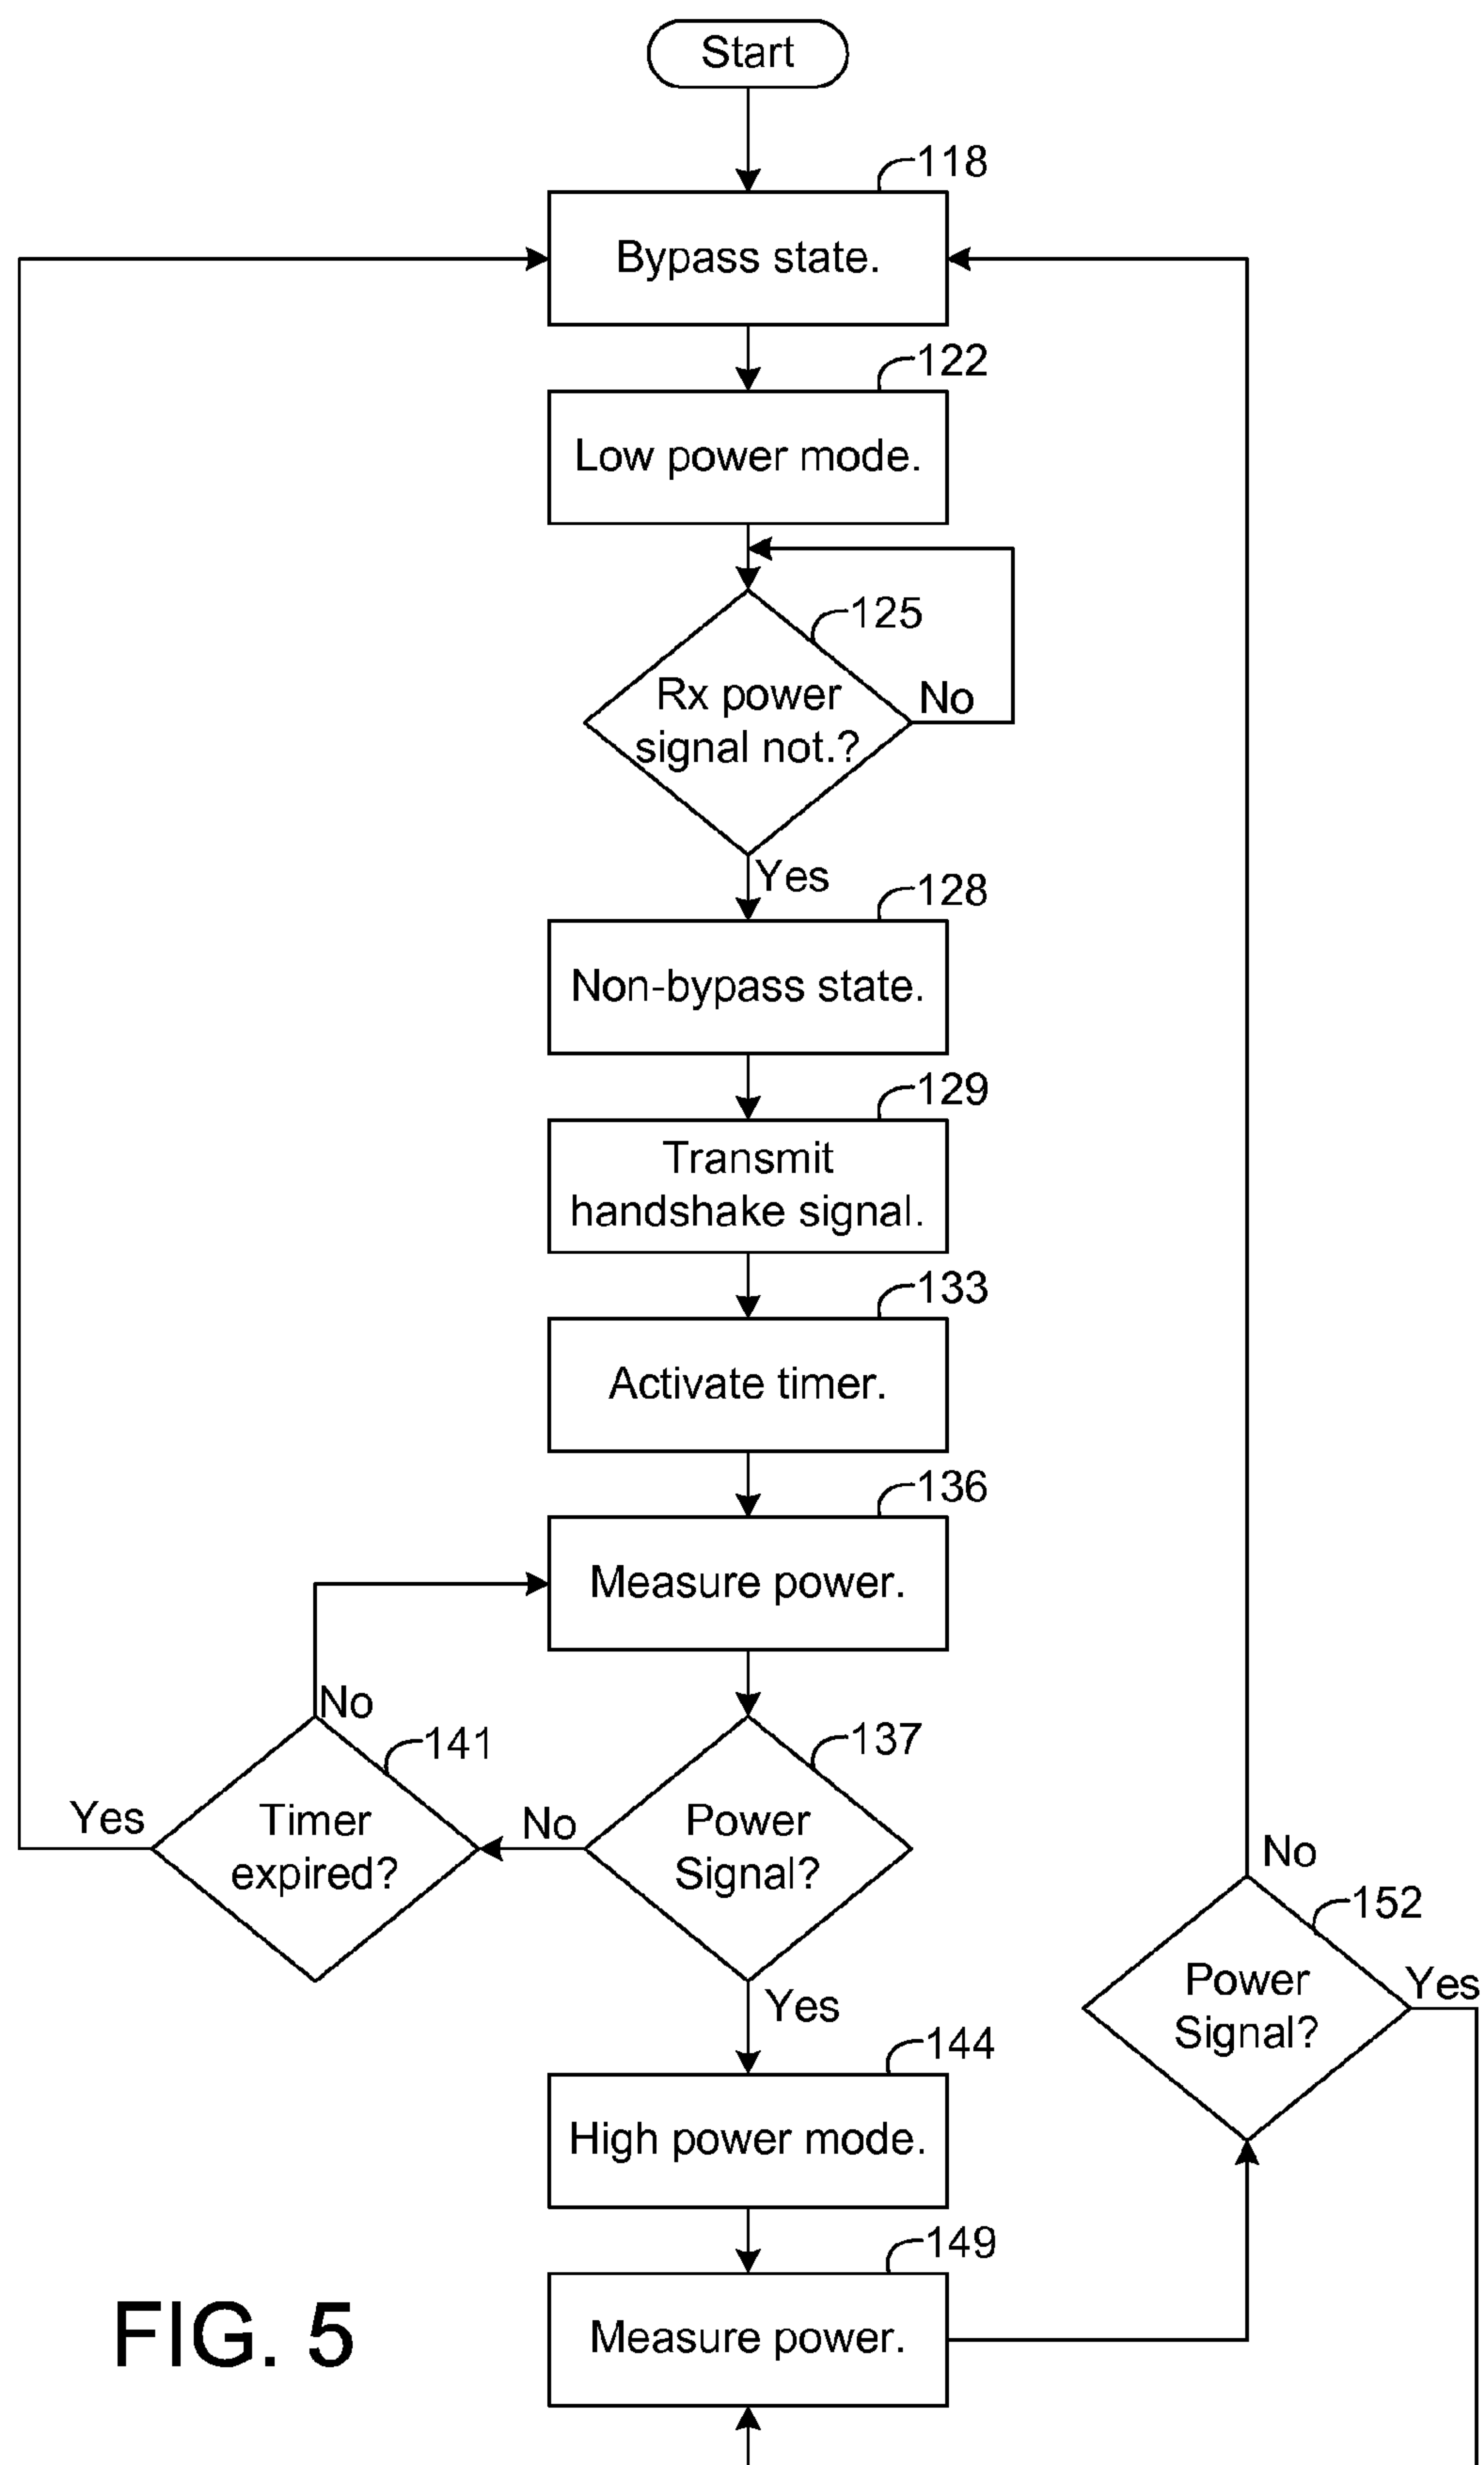 Start
118
Bypass state.
122
Low power mode.
125
Rx power
signal not.?
No
Yes
128
Non-bypass state.
129
Transmit
handshake signal.
133
Activate timer.
136
Measure power.
No
141
Timer
expired?
Yes
No
137
Power
Signal?
Yes
No
152
Power
Signal?
Yes
144
High power mode.
149
Measure power.
FIG. 5